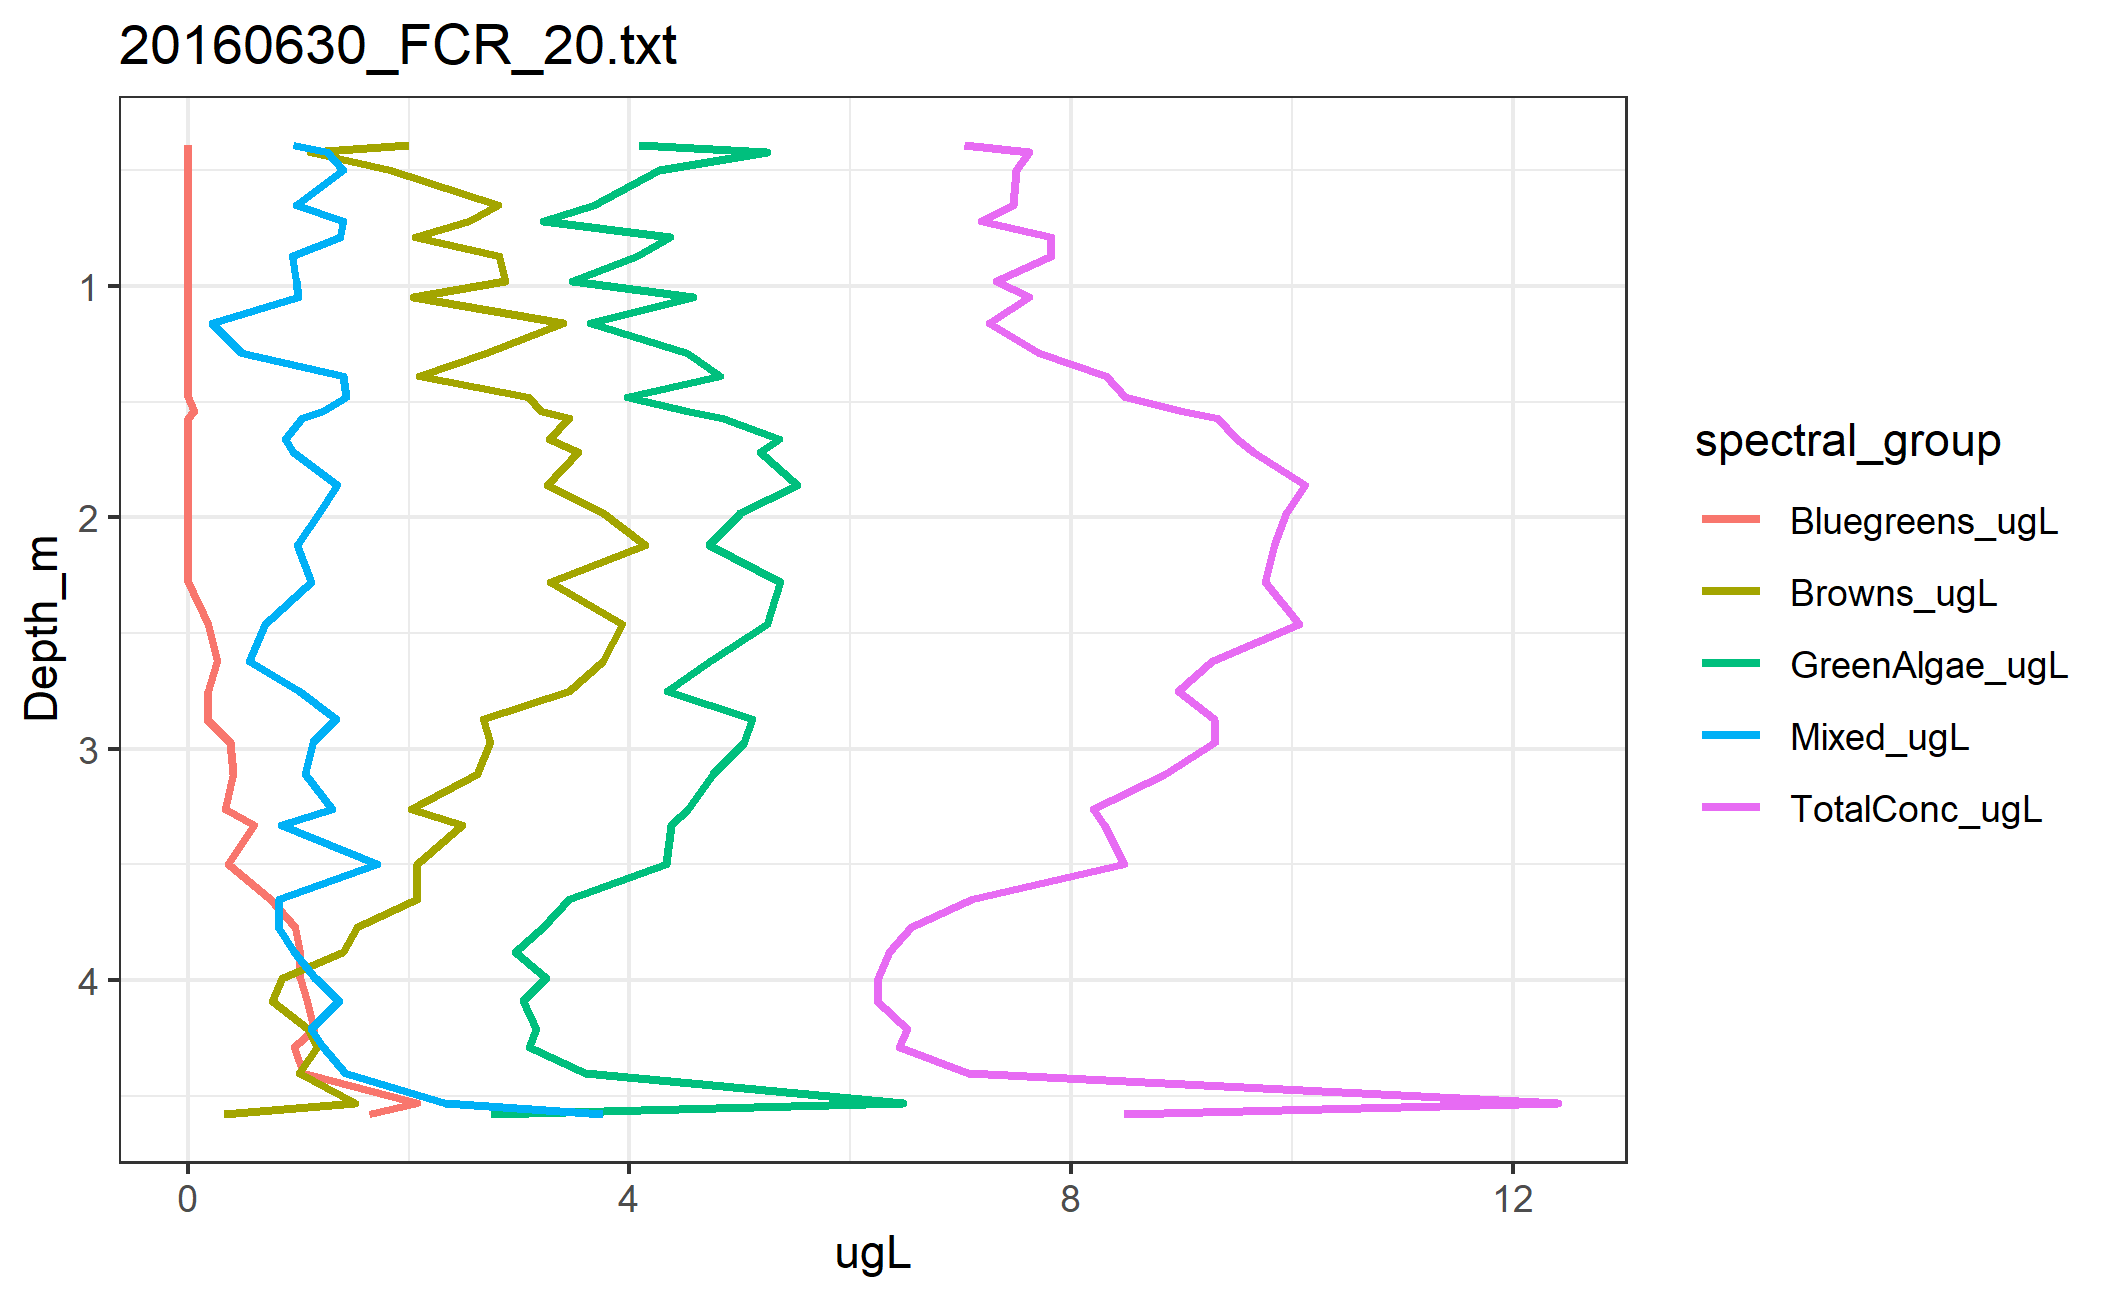 20160630_FCR_20.txt
1
2
3
4
Depth_m
0
4
8
12
ugL
spectral_group
Bluegreens_ugL
Browns_ugL
GreenAlgae_ugL
Mixed_ugL
TotalConc_ugL